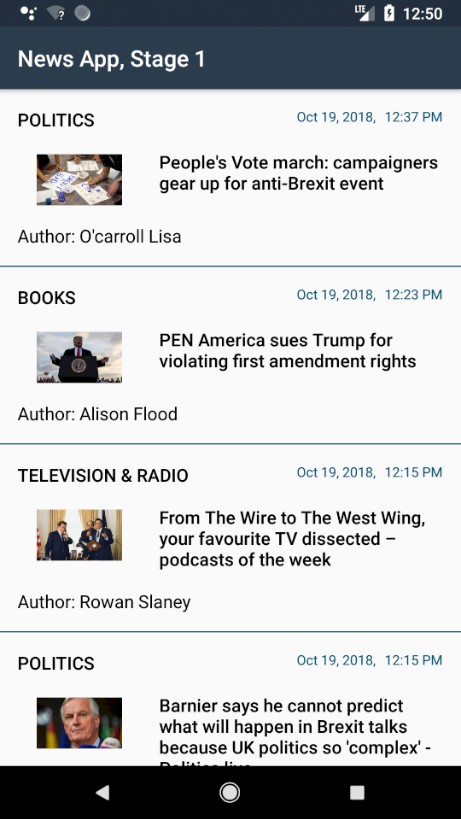 LTE 12:50
News App, Stage 1
POLITICS
Oct 19, 2018, 12:37 PM
People's Vote march: campaigners
gear up for anti-Brexit event
Author: O'carroll Lisa
BOOKS
Oct 19, 2018, 12:23 PM
PEN America sues Trump for
violating first amendment rights
Author: Alison Flood
TELEVISION & RADIO
Oct 19, 2018, 12:15 PM
From The Wire to The West Wing,
your favourite TV dissected –
podcasts of the week
Author: Rowan Slaney
POLITICS
Oct 19, 2018, 12:15 PM
Barnier says he cannot predict
what will happen in Brexit talks
because UK politics so 'complex' -
Politics live